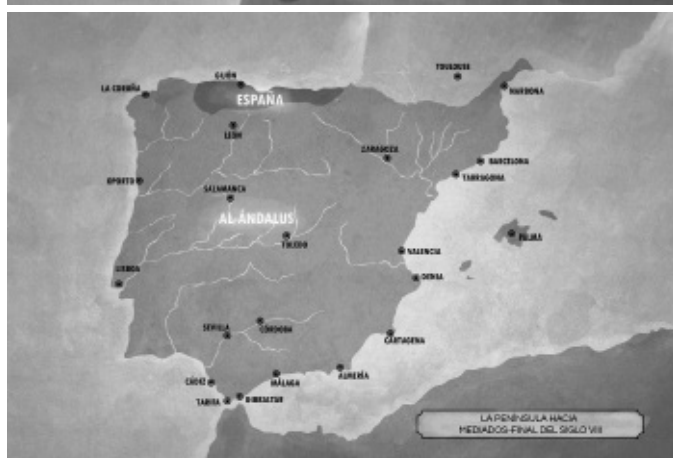 TOULOUSE
GIJÓN
LA CORUÑA
NARBONA
ESPAÑA
LEÓN
ZARAGOZA
BARCELONA
TARRAGONA
OPORTO
SALAMANCA
AL ÁNDALUS
TOLEDO
PALMA
VALENCIA
LISBOA
DENIA
CÓRDOBA
SEVILLA
CARTAGENA
CÁDIZ
MÁLAGA
ALMERÍA
TARIFA
GIBRALTAR
LA PENÍNSULA HACIA
MEDIADOS-FINAL DEL SIGLO VIII